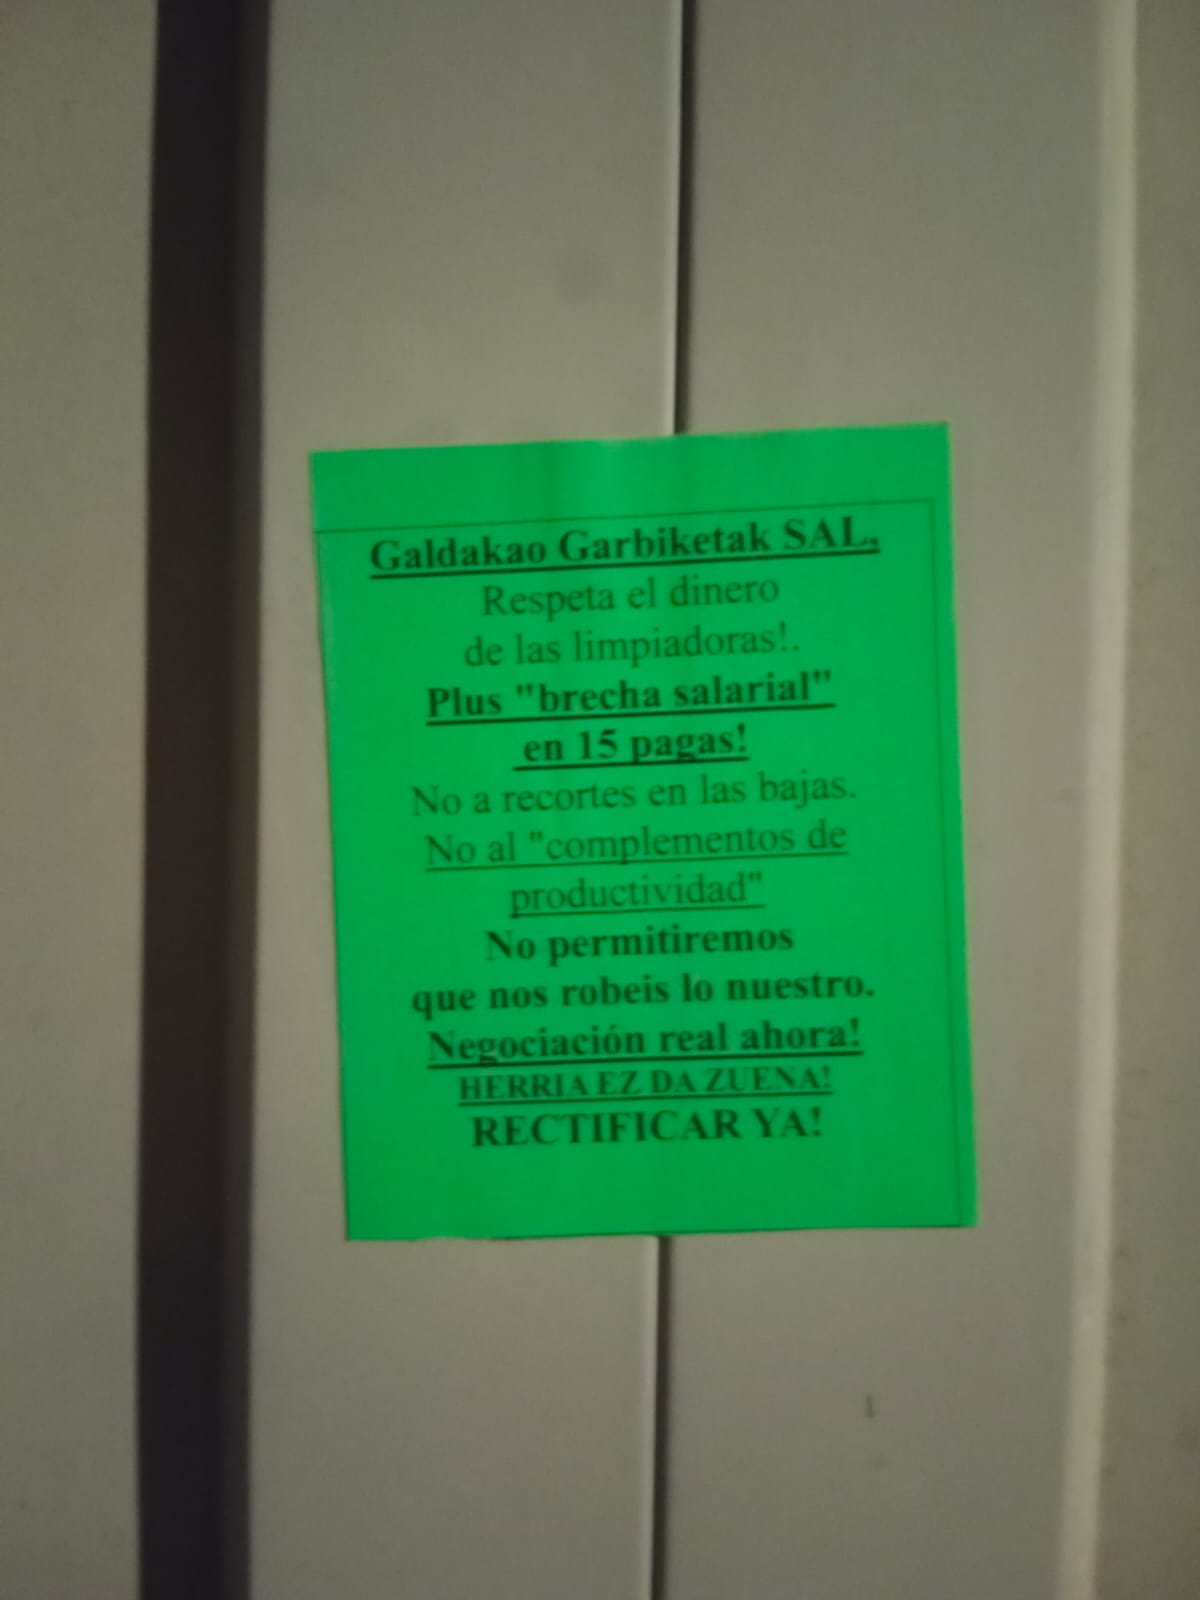 Galdakao Garbiketak SAL,
Respeta el dinero
de las limpiadoras!.
Plus "brecha salarial"
en 15 pagas!
No a recortes en las bajas.
No al "complementos de
productividad"
No permitiremos
que nos robeis lo nuestro.
Negociación real ahora!
HERRIA EZ DA ZUENA!
RECTIFICAR YA!